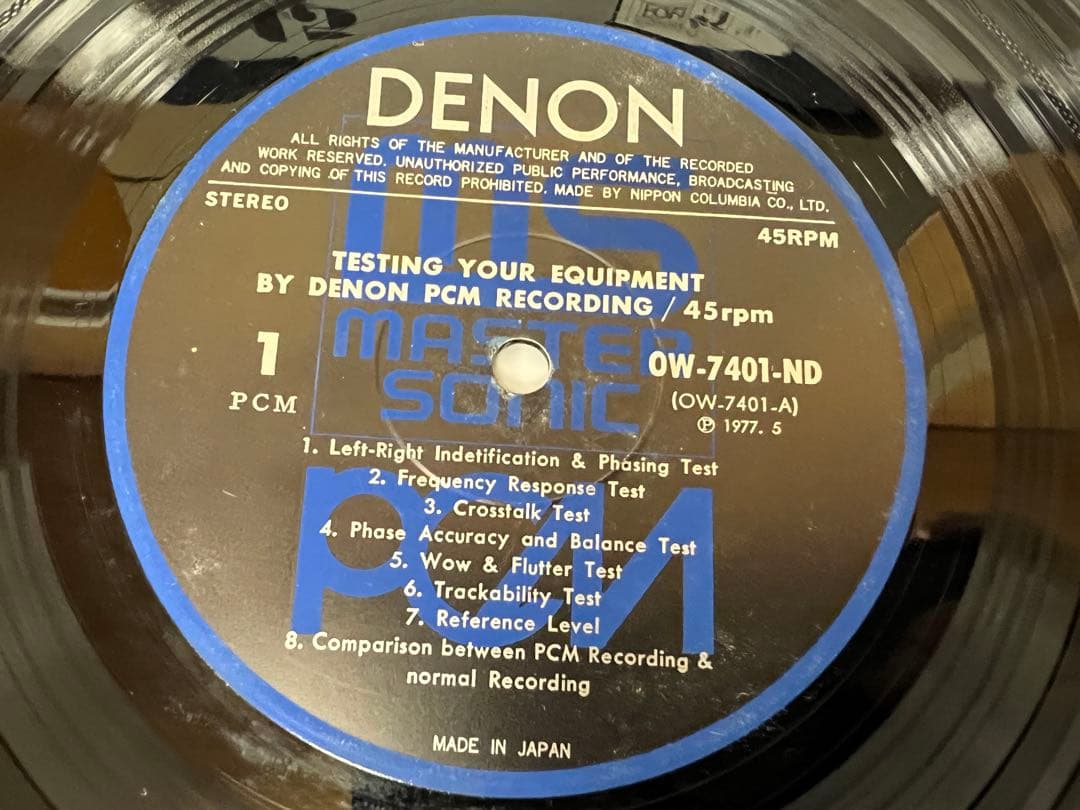 DENON
ALL RIGHTS OF THE MANUFACTURER AND OF THE RECORDED
WORK RESERVED. UNAUTHORIZED PUBLIC PERFORMANCE, BROADCASTING
AND COPYING OF THIS RECORD PROHIBITED. MADE BY NIPPON COLUMBIA CO., LTD.
STEREO
45RPM
MS
TESTING YOUR EQUIPMENT
BY DENON PCM RECORDING / 45rpm
MASTER
SONIC
1
PCM
OW-7401-ND
(OW-7401-A)
Ⓟ 1977. 5
PCM
1. Left-Right Indetification & Phasing Test
2. Frequency Response Test
3. Crosstalk Test
4. Phase Accuracy and Balance Test
5. Wow & Flutter Test
6. Trackability Test
7. Reference Level
8. Comparison between PCM Recording &
normal Recording
MADE IN JAPAN